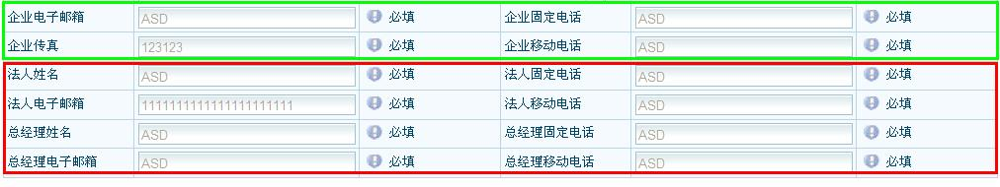 企业电子邮箱 ASD 必填 企业固定电话 ASD 必填
企业传真 123123 必填 企业移动电话 ASD 必填
法人姓名 ASD 必填 法人固定电话 ASD 必填
法人电子邮箱 1111111111111111111111 必填 法人移动电话 ASD 必填
总经理姓名 ASD 必填 总经理固定电话 ASD 必填
总经理电子邮箱 ASD 必填 总经理移动电话 ASD 必填